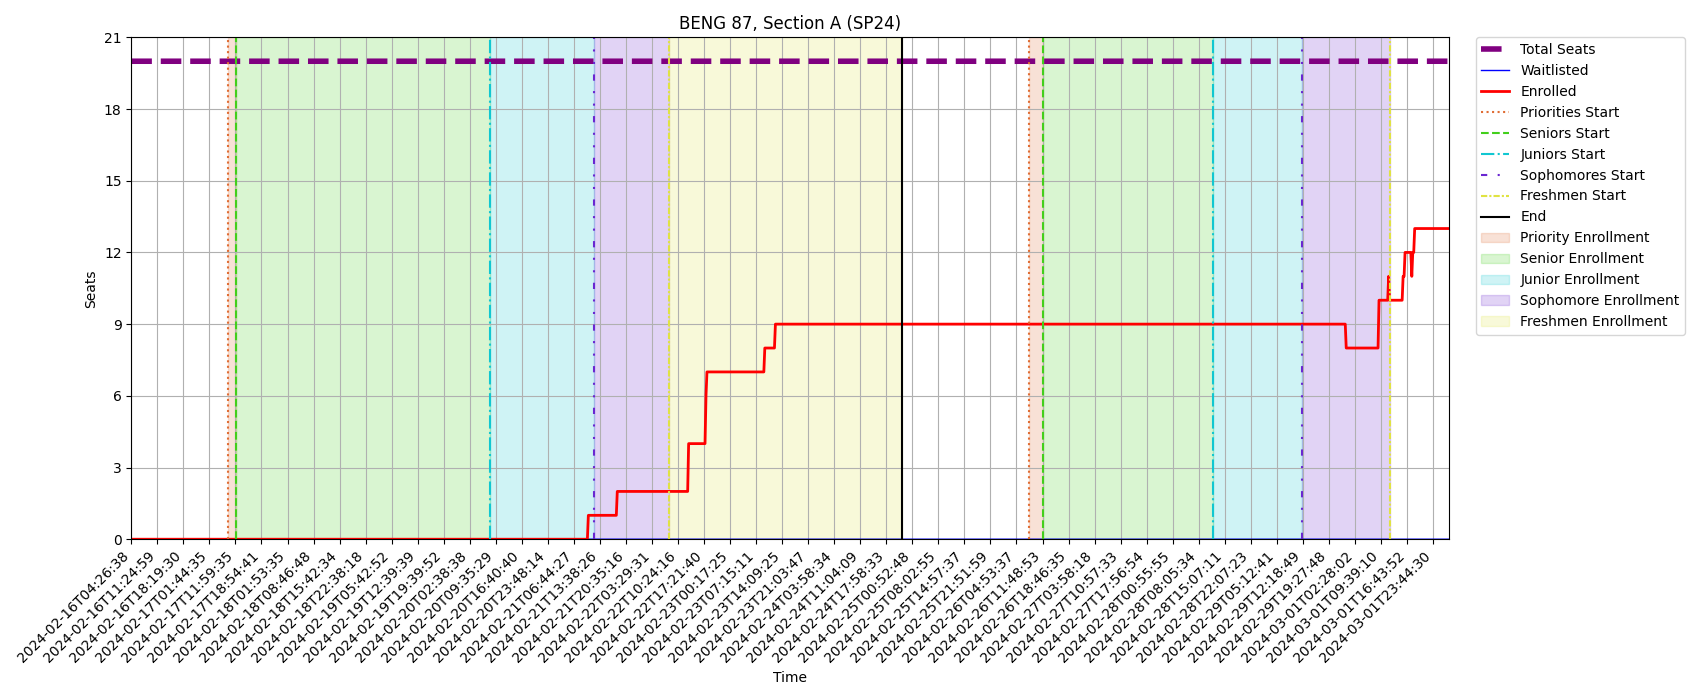 BENG 87, Section A (SP24)
Seats
21
18
15
12
9
6
3
0
2024-02-16T04:26:38
2024-02-16T11:24:59
2024-02-16T18:19:30
2024-02-17T01:44:35
2024-02-17T11:59:35
2024-02-17T18:54:41
2024-02-18T01:53:35
2024-02-18T08:46:48
2024-02-18T15:42:34
2024-02-18T22:38:18
2024-02-19T05:42:52
2024-02-19T12:39:39
2024-02-19T19:39:52
2024-02-20T02:38:38
2024-02-20T09:35:29
2024-02-20T16:40:40
2024-02-20T23:48:14
2024-02-21T06:44:27
2024-02-21T13:38:26
2024-02-21T20:35:16
2024-02-22T03:29:31
2024-02-22T10:24:16
2024-02-22T17:21:40
2024-02-23T00:17:25
2024-02-23T07:15:11
2024-02-23T14:09:25
2024-02-23T21:03:47
2024-02-24T03:58:34
2024-02-24T11:04:09
2024-02-24T17:58:33
2024-02-25T00:52:48
2024-02-25T08:02:55
2024-02-25T14:57:37
2024-02-25T21:51:59
2024-02-26T04:53:37
2024-02-26T11:48:53
2024-02-26T18:46:35
2024-02-27T03:58:18
2024-02-27T10:57:33
2024-02-27T17:56:54
2024-02-28T00:55:55
2024-02-28T08:05:34
2024-02-28T15:07:11
2024-02-28T22:07:23
2024-02-29T05:12:41
2024-02-29T12:18:49
2024-02-29T19:27:48
2024-03-01T02:28:02
2024-03-01T09:39:10
2024-03-01T16:43:52
2024-03-01T23:44:30
Time
Total Seats
Waitlisted
Enrolled
Priorities Start
Seniors Start
Juniors Start
Sophomores Start
Freshmen Start
End
Priority Enrollment
Senior Enrollment
Junior Enrollment
Sophomore Enrollment
Freshmen Enrollment